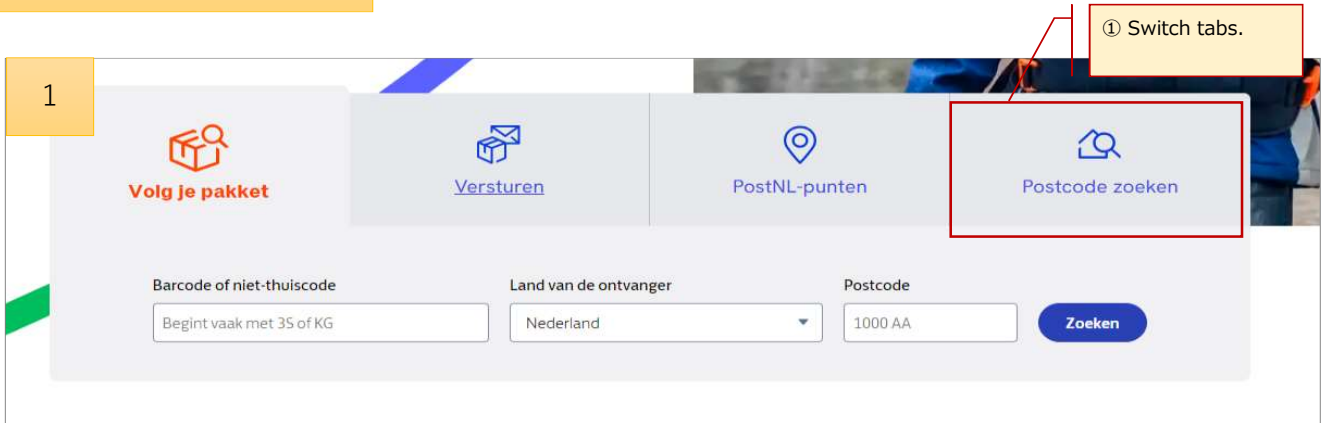 ① Switch tabs.
1
Volg je pakket
Versturen
PostNL-punten
Postcode zoeken
Barcode of niet-thuiscode
Land van de ontvanger
Postcode
Begint vaak met 3S of KG
Nederland
1000 AA
Zoeken